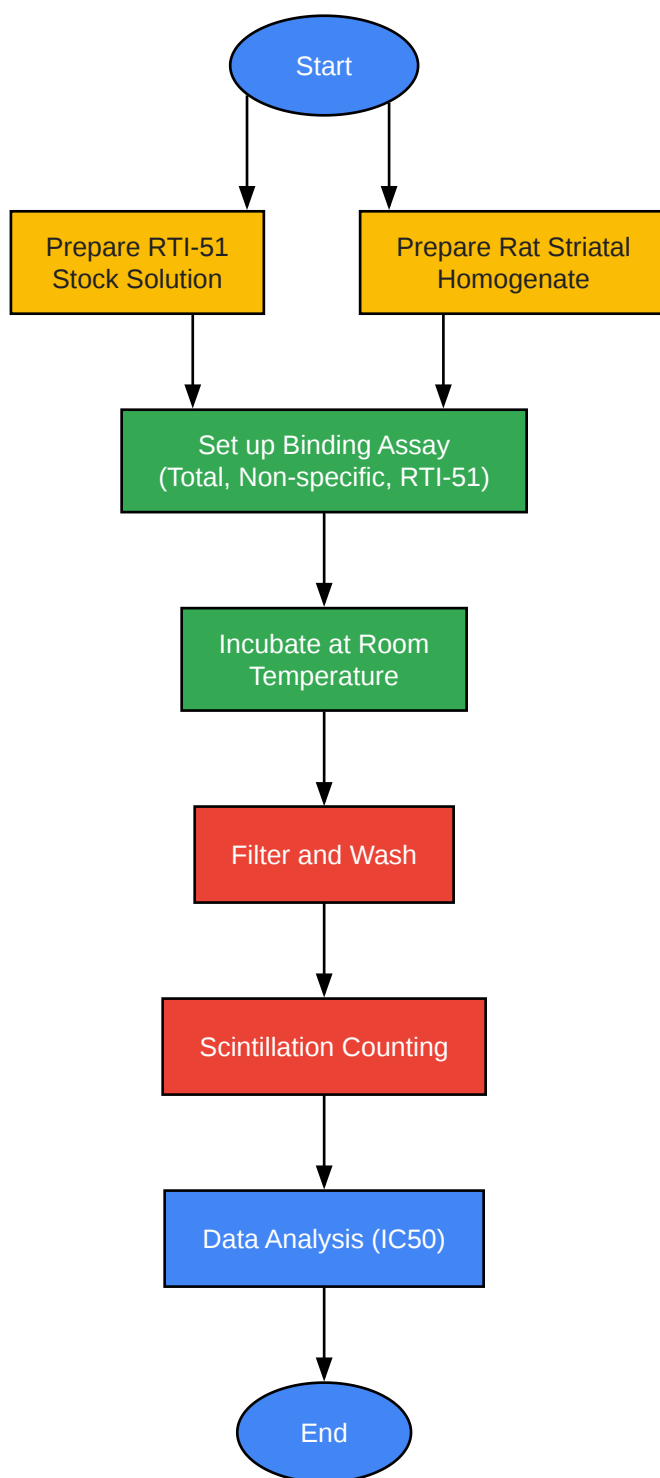 Start
Prepare RTI-51
Stock Solution
Prepare Rat Striatal
Homogenate
Set up Binding Assay
(Total, Non-specific, RTI-51)
Incubate at Room
Temperature
Filter and Wash
Scintillation Counting
Data Analysis (IC50)
End